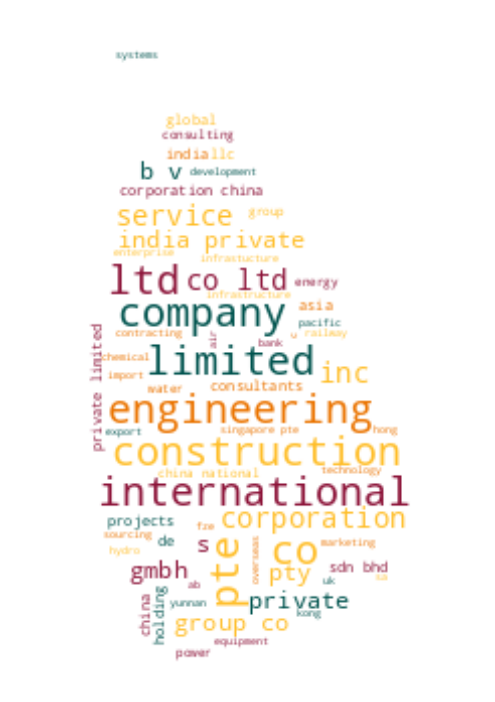 systems
global
consulting
india llc
b v development
corporation china
service group
india private
enterprise
infrastucture
ltd co ltd energy
infrastructure
company asia
pacific
contracting air c railway
bank
private limited
chemical limited inc
import
water consultants
engineering
export singapore pte hong
construction
china national technology
international
projects corporation
sourcing fze
de s co marketing
hydro pte overseas
gmbh pty sdn bhd
ab uk sa
china holding yunnan private
kong
group co
equipment
power